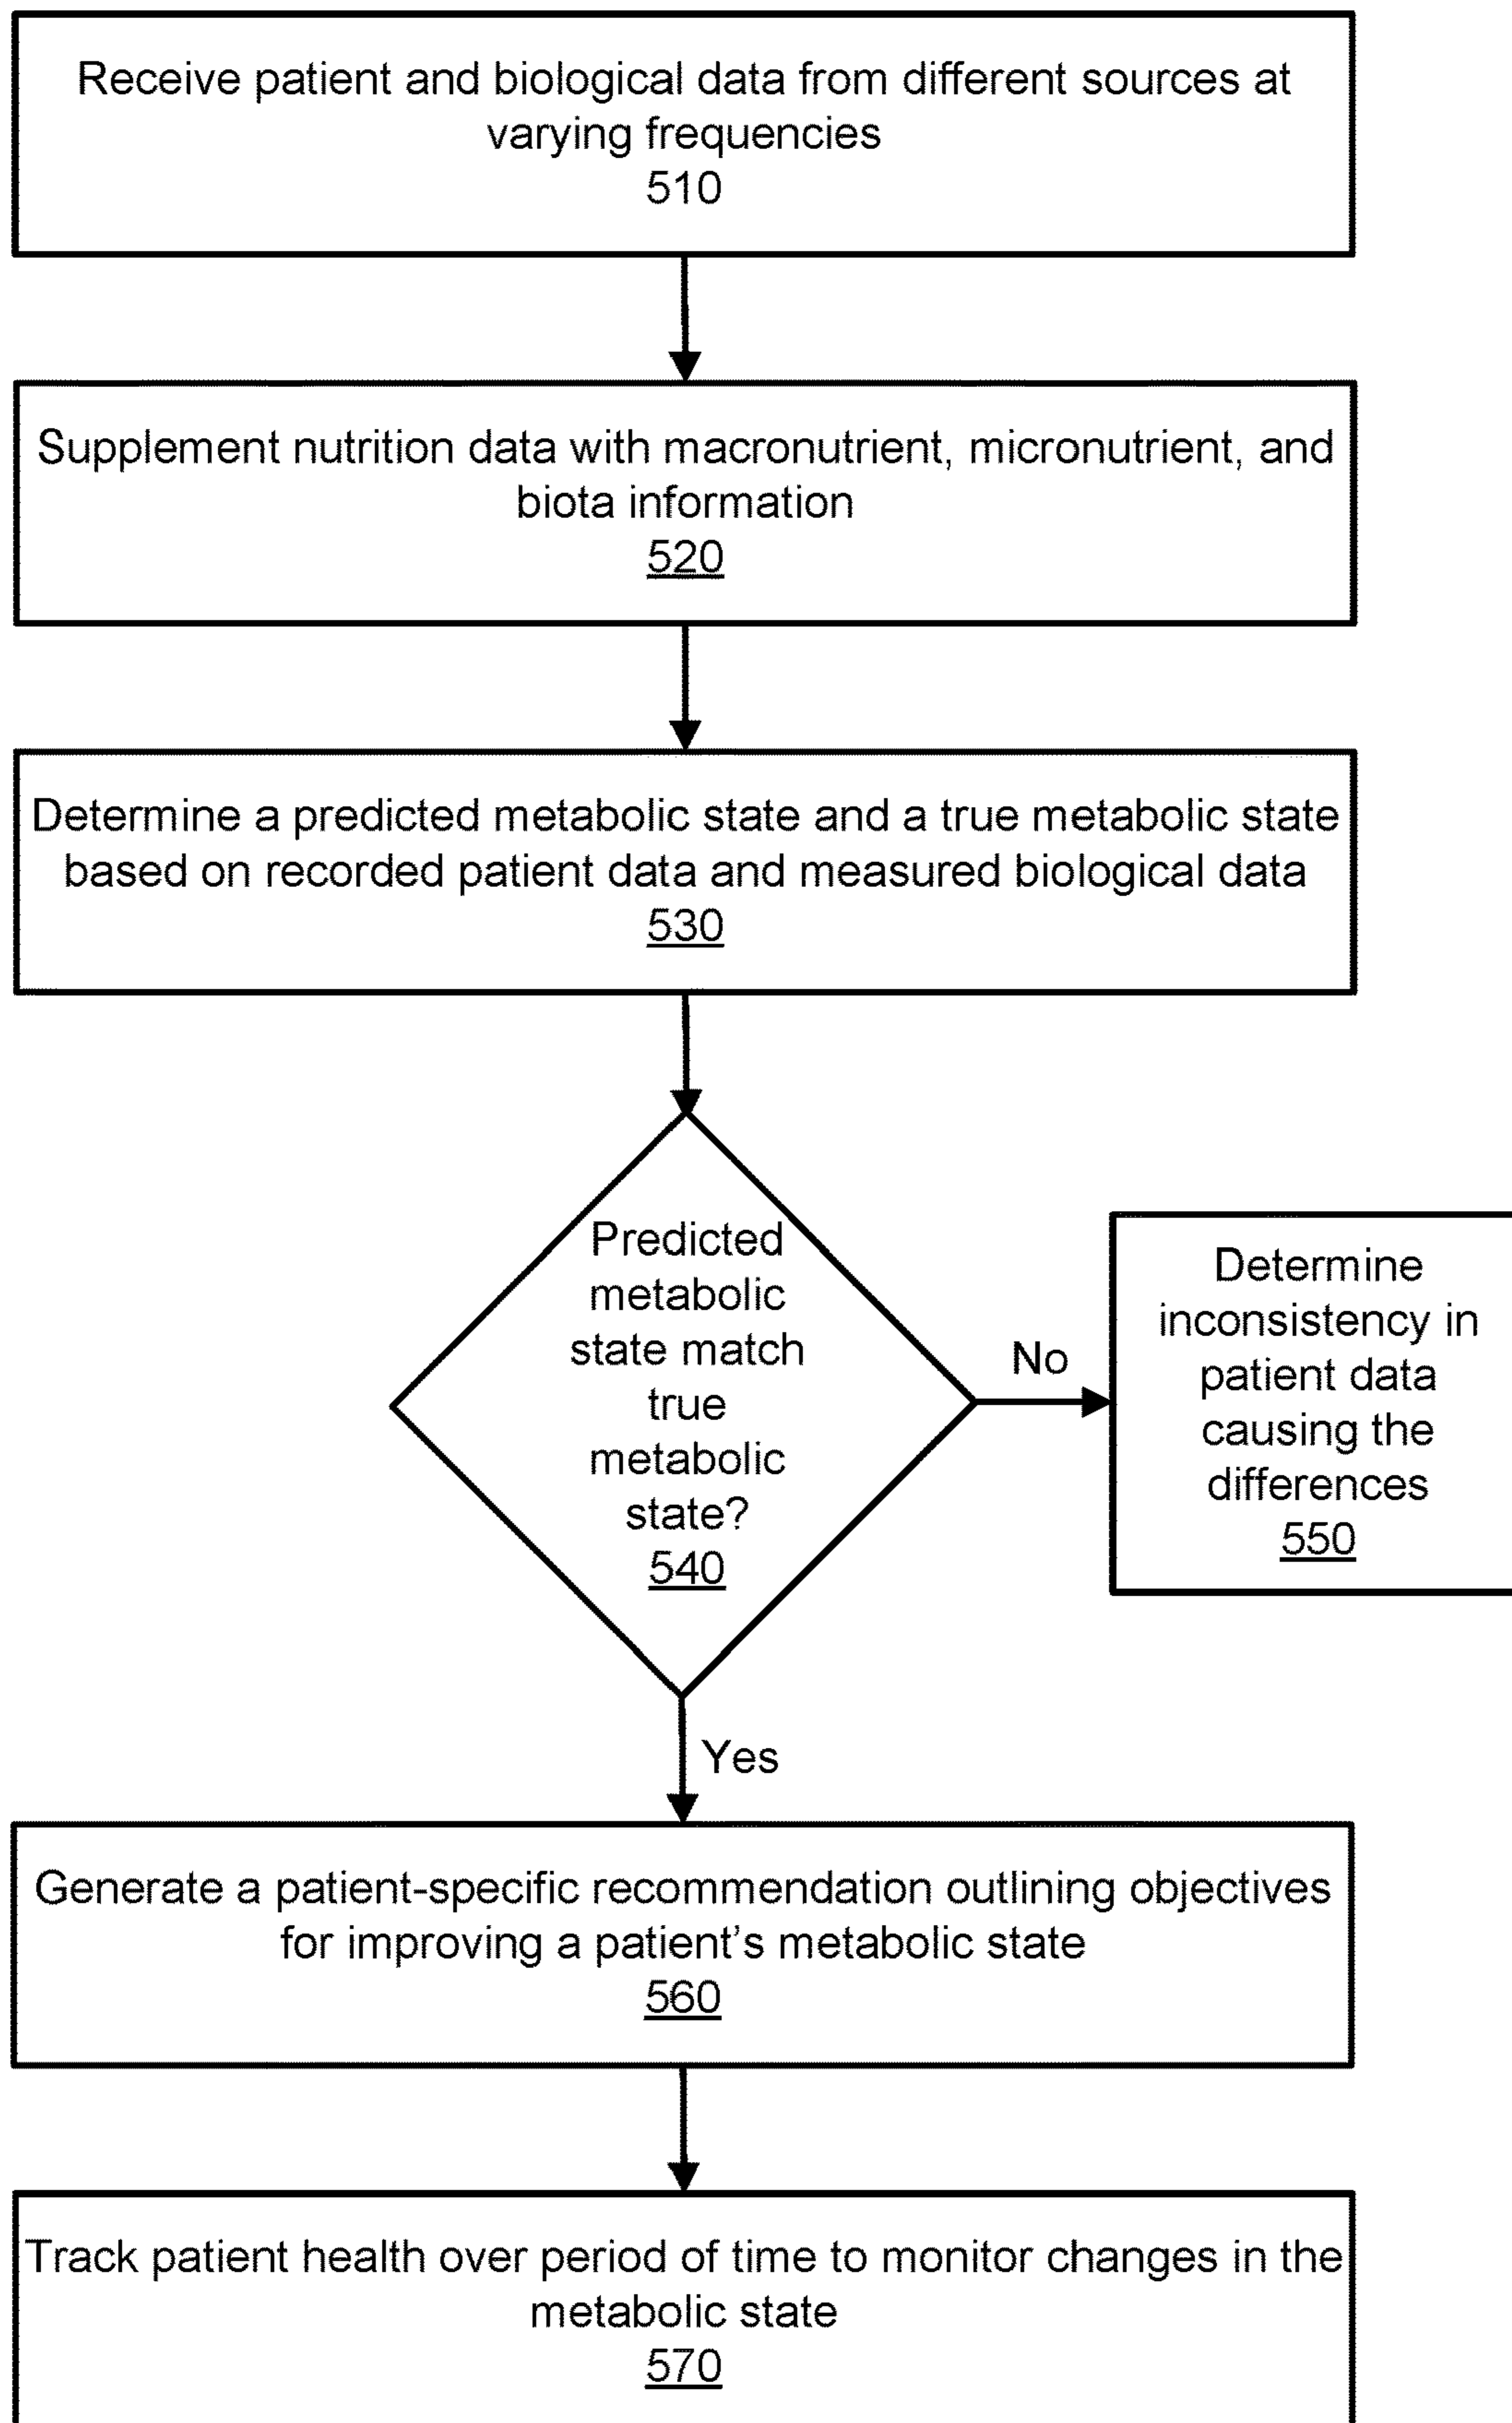 Receive patient and biological data from different sources at
varying frequencies
510
Supplement nutrition data with macronutrient, micronutrient, and
biota information
520
Determine a predicted metabolic state and a true metabolic state
based on recorded patient data and measured biological data
530
Predicted
metabolic
state match
true
metabolic
state?
540
No
Determine
inconsistency in
patient data
causing the
differences
550
Yes
Generate a patient-specific recommendation outlining objectives
for improving a patient's metabolic state
560
Track patient health over period of time to monitor changes in the
metabolic state
570